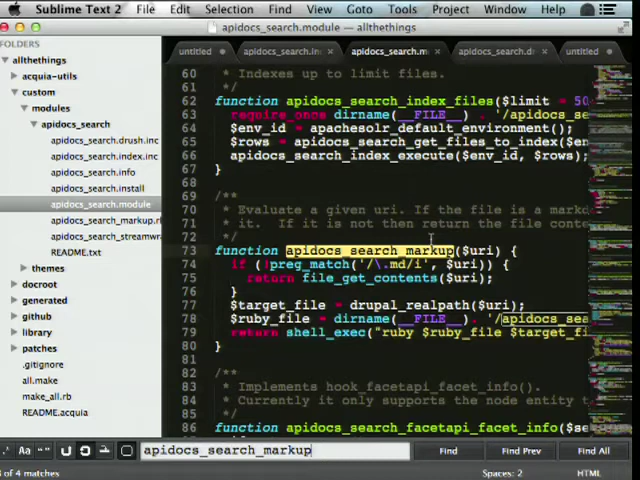 Sublime Text 2 File Edit Selection Find View Goto Tools Project Window Help
apidocs_search.module — allthethings
untitled apidocs_search.in apidocs_search.m apidocs_search.dr untitled
FOLDERS
allthethings
acquia-utils
custom
modules
apidocs_search
apidocs_search.drush.inc
apidocs_search.index.inc
apidocs_search.info
apidocs_search.install
apidocs_search.module
apidocs_search_markup.r
apidocs_search_streamwr
README.txt
themes
docroot
generated
github
library
patches
.gitignore
all.make
make_all.rb
README.acquia
60 * Indexes up to limit files.
61 */
62 function apidocs_search_index_files($limit = 50
63 require_once dirname(__FILE__) . '/apidocs_s
64 $env_id = apachesolr_default_environment();
65 $rows = apidocs_search_get_files_to_index($en
66 apachesolr_index_execute($env_id, $rows);
67 }
68
69 /**
70 * Evaluate a given uri. If the file is a markd
71 * it. If it is not then return the file conte
72 */
73 function apidocs_search_markup($uri) {
74 if (!preg_match('/\.md/i', $uri)) {
75 return file_get_contents($uri);
76 }
77 $target_file = drupal_realpath($uri);
78 $ruby_file = dirname(__FILE__) . '/apidocs_sea
79 return shell_exec("ruby $ruby_file $target_fi
80 }
81
82 /**
83 * Implements hook_facetapi_facet_info().
84 * Currently it only supports the node entity t
85 */
86 function apidocs_search_facetapi_facet_info($se
.* Aa “” apidocs_search_markup Find Find Prev Find All
of 4 matches Spaces: 2 HTML